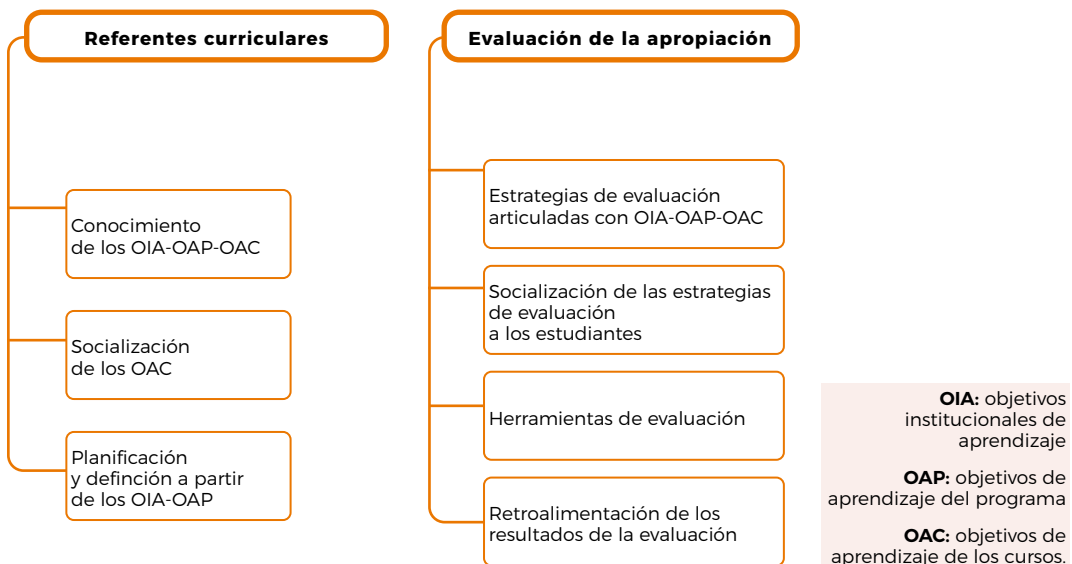 Referentes curriculares
Conocimiento
de los OIA-OAP-OAC
Socialización
de los OAC
Planificación
y definción a partir
de los OIA-OAP
Evaluación de la apropiación
Estrategias de evaluación
articuladas con OIA-OAP-OAC
Socialización de las estrategias
de evaluación
a los estudiantes
Herramientas de evaluación
Retroalimentación de los
resultados de la evaluación
OIA: objetivos
institucionales de
aprendizaje
OAP: objetivos de
aprendizaje del programa
OAC: objetivos de
aprendizaje de los cursos.